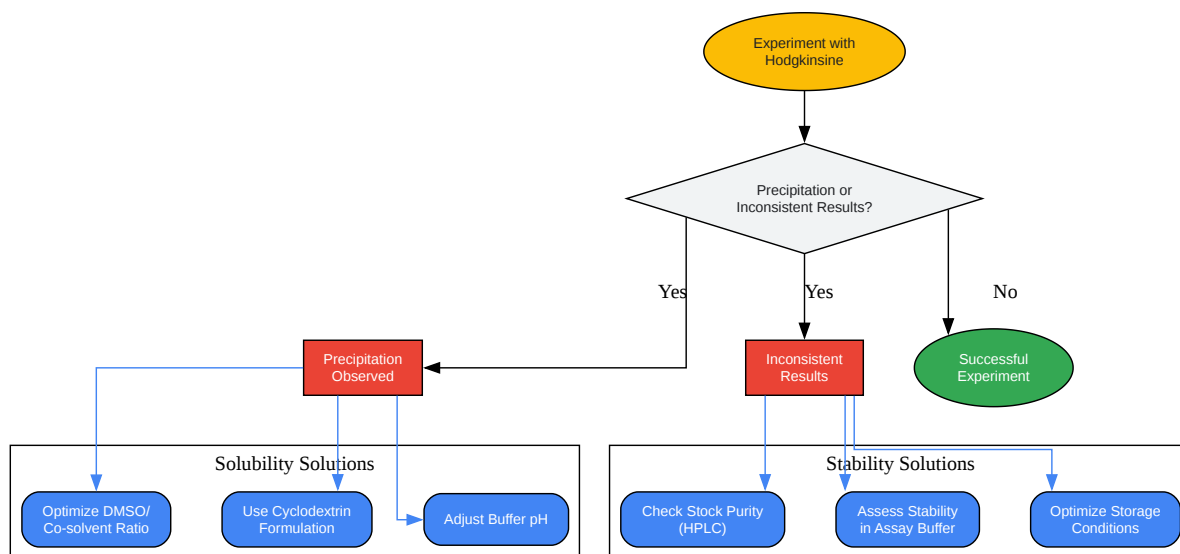 Experiment with
Hodgkinsine
Precipitation or
Inconsistent Results?
Yes
Yes
No
Precipitation
Observed
Inconsistent
Results
Successful
Experiment
Solubility Solutions
Stability Solutions
Optimize DMSO/
Co-solvent Ratio
Use Cyclodextrin
Formulation
Adjust Buffer pH
Check Stock Purity
(HPLC)
Assess Stability
in Assay Buffer
Optimize Storage
Conditions